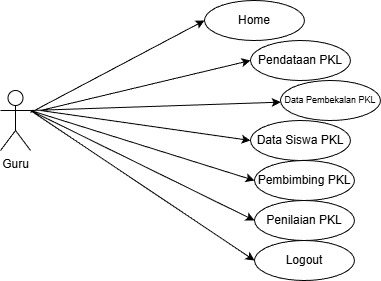 Home
Pendataan PKL
Data Pembekalan PKL
Data Siswa PKL
Guru
Pembimbing PKL
Penilaian PKL
Logout